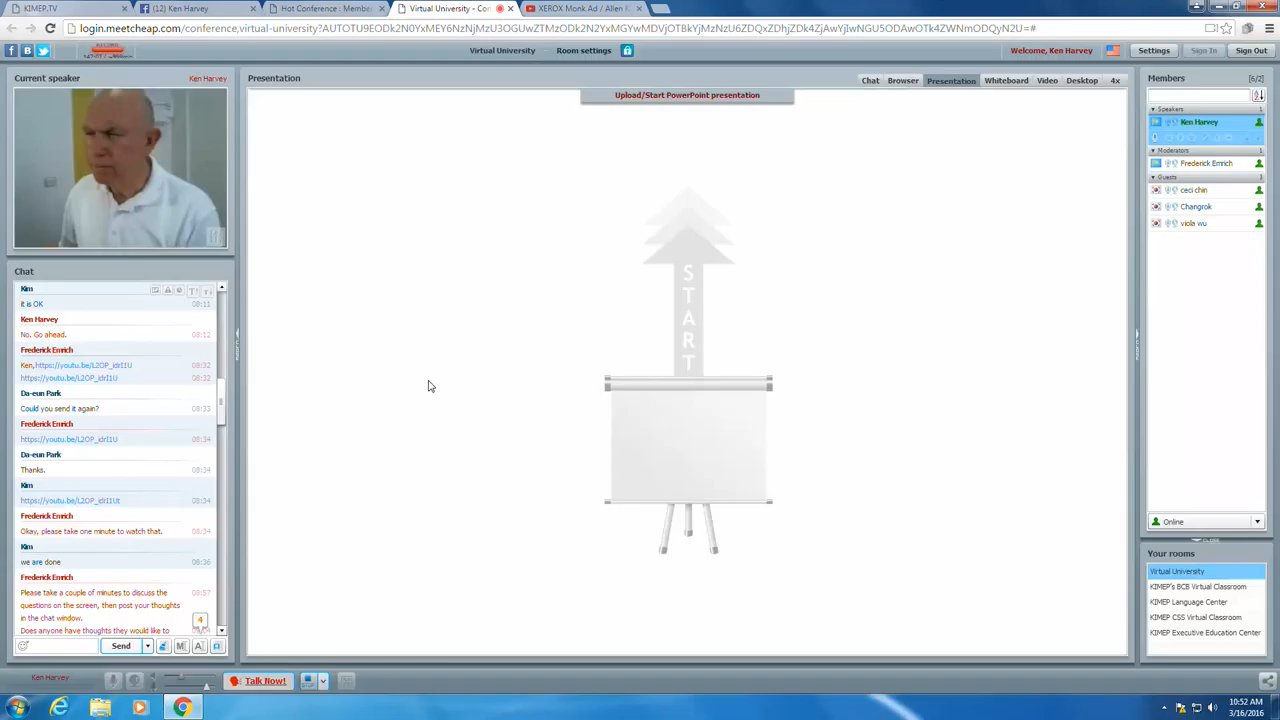 KIMEP.TV
(12) Ken Harvey
Hot Conference : Membe
Virtual University - Co
XEROX Monk Ad / Allen K
login.meetcheap.com/conference,virtual-university?
Virtual University
Room settings
Welcome, Ken Harvey
Settings
Sign In
Sign Out
Current speaker
Ken Harvey
Presentation
Chat
Browser
Presentation
Whiteboard
Video
Desktop
4x
Upload/Start PowerPoint presentation
START
Members
[6/2]
Speakers
1
Ken Harvey
Moderators
1
Frederick Emrich
Guests
3
ceci chin
Changrok
viola wu
Online
CLOSE
Your rooms
Virtual University
KIMEP's BCB Virtual Classroom
KIMEP Language Center
KIMEP CSS Virtual Classroom
KIMEP Executive Education Center
Chat
Kim
it is OK 08:11
Ken Harvey
No. Go ahead. 08:12
Frederick Emrich
Ken,https://youtu.be/L2OP_idrI1U 08:32
https://youtu.be/L2OP_idrI1U 08:32
Da-eun Park
Could you send it again? 08:33
Frederick Emrich
https://youtu.be/L2OP_idrI1U 08:34
Da-eun Park
Thanks. 08:34
Kim
https://youtu.be/L2OP_idrI1Ut 08:34
Frederick Emrich
Okay, please take one minute to watch that. 08:34
Kim
we are done 08:36
Frederick Emrich
Please take a couple of minutes to discuss the 08:57
questions on the screen, then post your thoughts
in the chat window.
Does anyone have thoughts they would like to
4
Send
Ken Harvey
Talk Now!
10:52 AM
3/16/2016